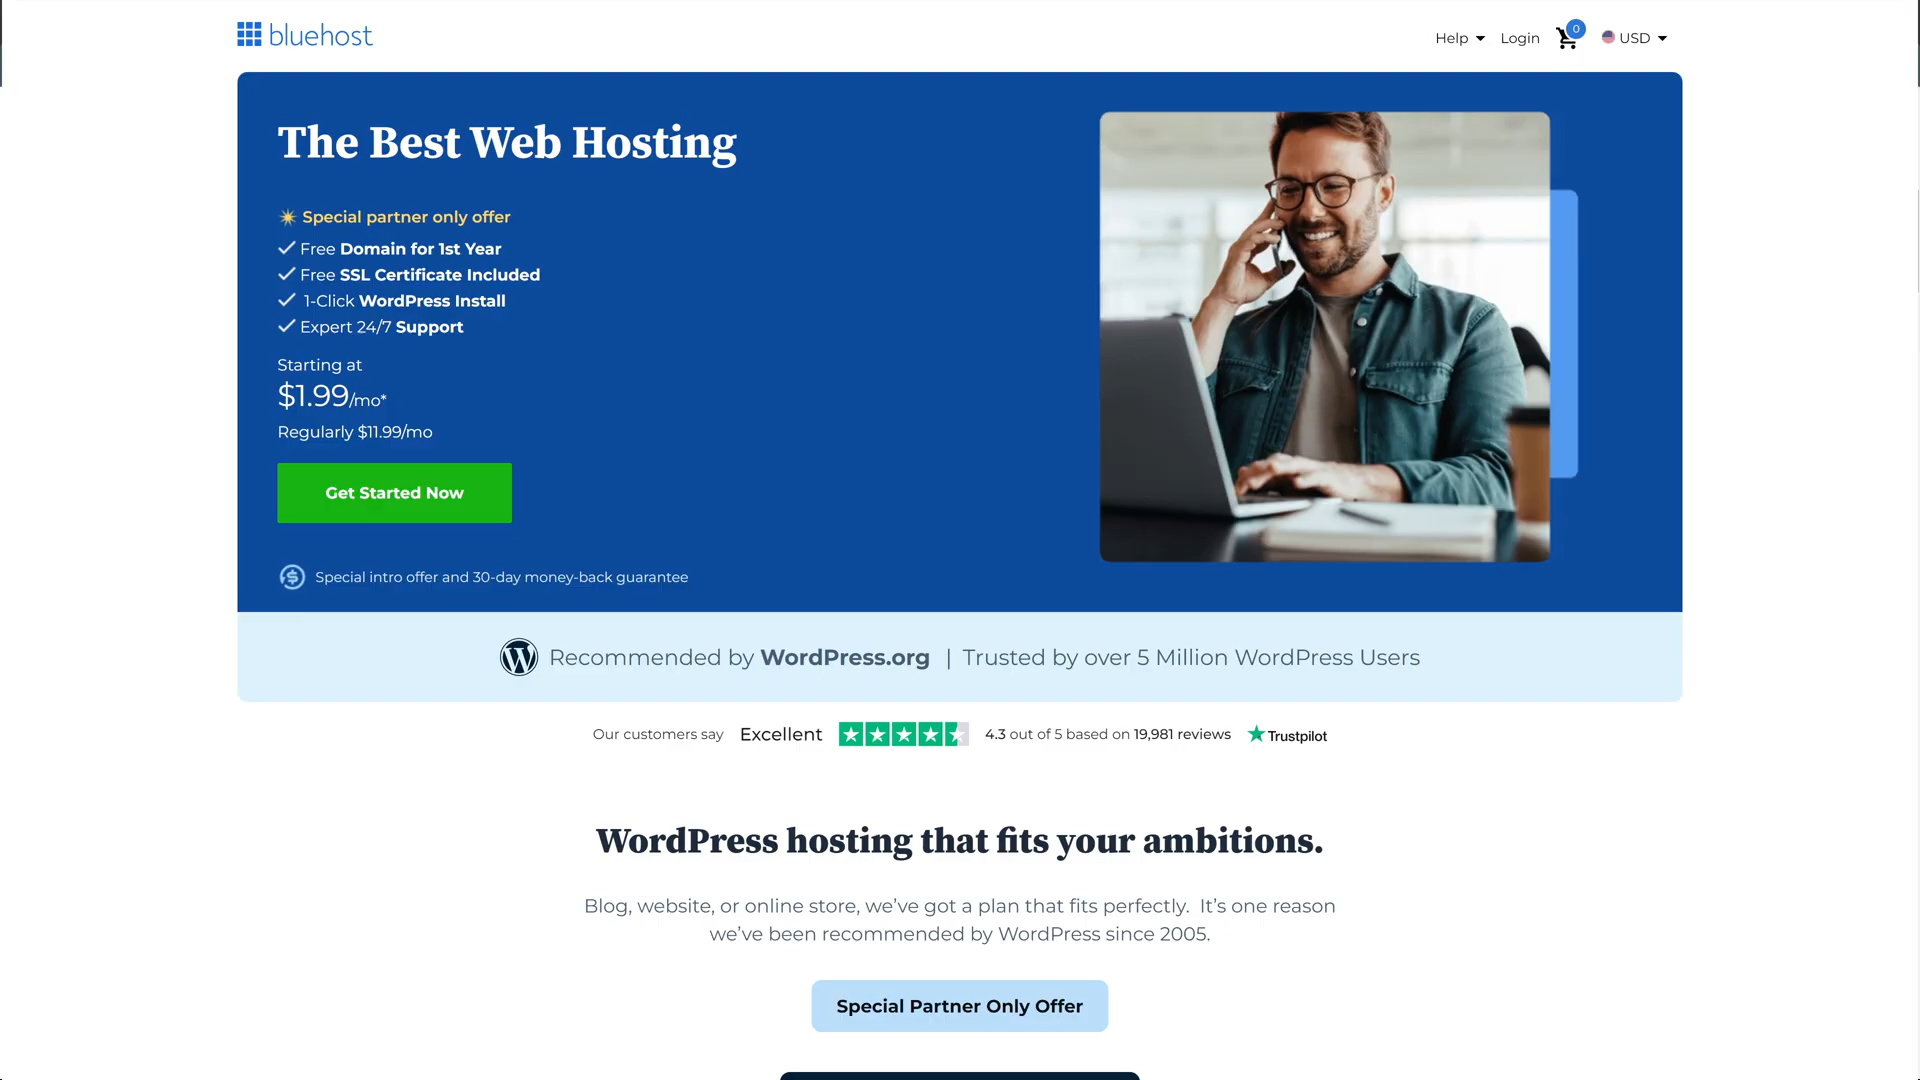 bluehost
Help
Login
0
USD
The Best Web Hosting
Special partner only offer
Free Domain for 1st Year
Free SSL Certificate Included
1-Click WordPress Install
Expert 24/7 Support
Starting at
$1.99/mo*
Regularly $11.99/mo
Get Started Now
Special intro offer and 30-day money-back guarantee
Recommended by WordPress.org | Trusted by over 5 Million WordPress Users
Our customers say Excellent 4.3 out of 5 based on 19,981 reviews Trustpilot
WordPress hosting that fits your ambitions.
Blog, website, or online store, we’ve got a plan that fits perfectly. It’s one reason
we’ve been recommended by WordPress since 2005.
Special Partner Only Offer